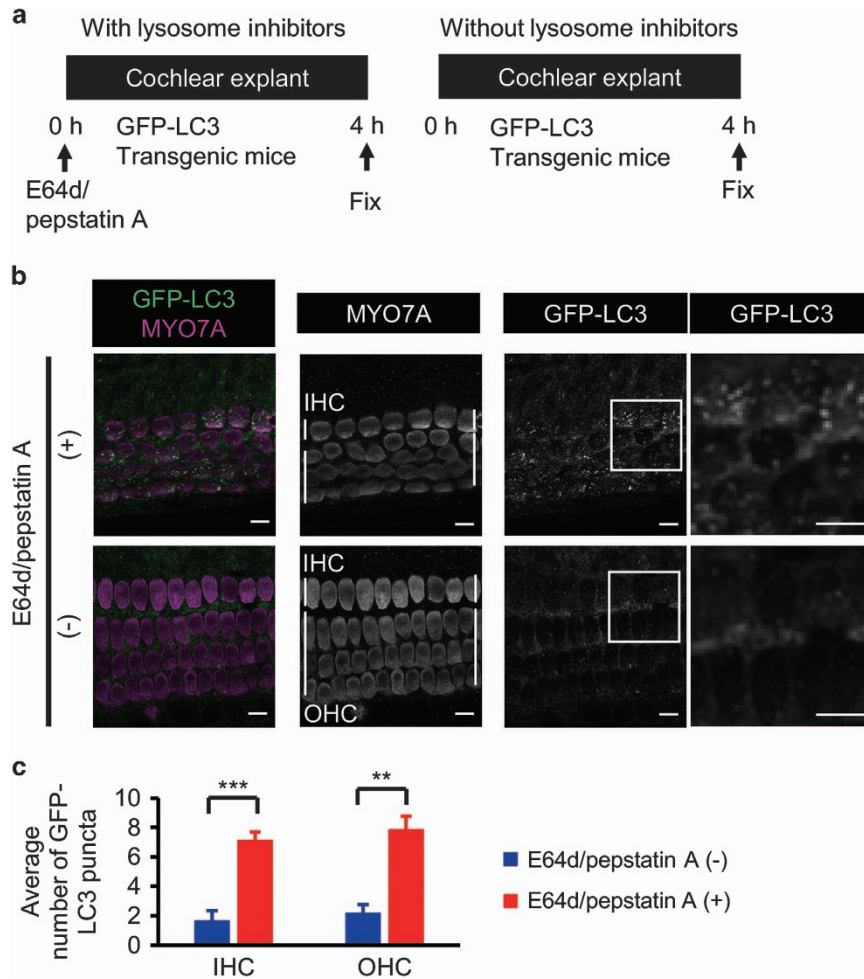 a
With lysosome inhibitors
Without lysosome inhibitors
Cochlear explant
Cochlear explant
0 h GFP-LC3 4 h
Transgenic mice
E64d/
pepstatin A
Fix
0 h GFP-LC3 4 h
Transgenic mice
Fix
b
GFP-LC3
MYO7A
MYO7A
GFP-LC3
GFP-LC3
E64d/pepstatin A
(+)
IHC
(-)
IHC
OHC
c
Average
number of GFP-
LC3 puncta
10
8
6
4
2
0
***
**
IHC
OHC
E64d/pepstatin A (-)
E64d/pepstatin A (+)